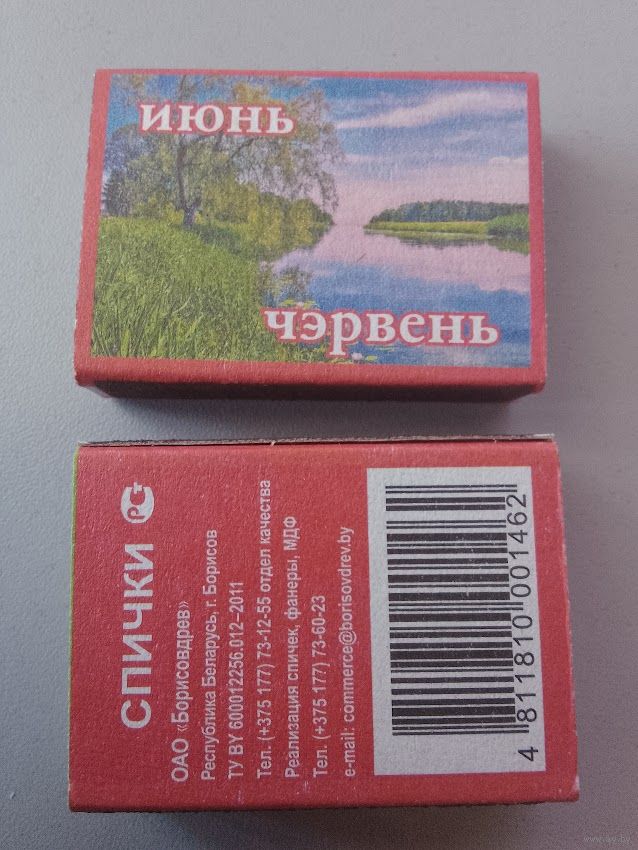 июнь
чэрвень
СПИЧКИ РСТ
ОАО «Борисовдрев»
Республика Беларусь, г. Борисов
ТУ BY 600012256.012–2011
Тел. (+375 177) 73-12-55 отдел качества
Реализация спичек, фанеры, МДФ
Тел. (+375 177) 73-60-23
e-mail: commerce@borisovdrev.by
4 811810 001462